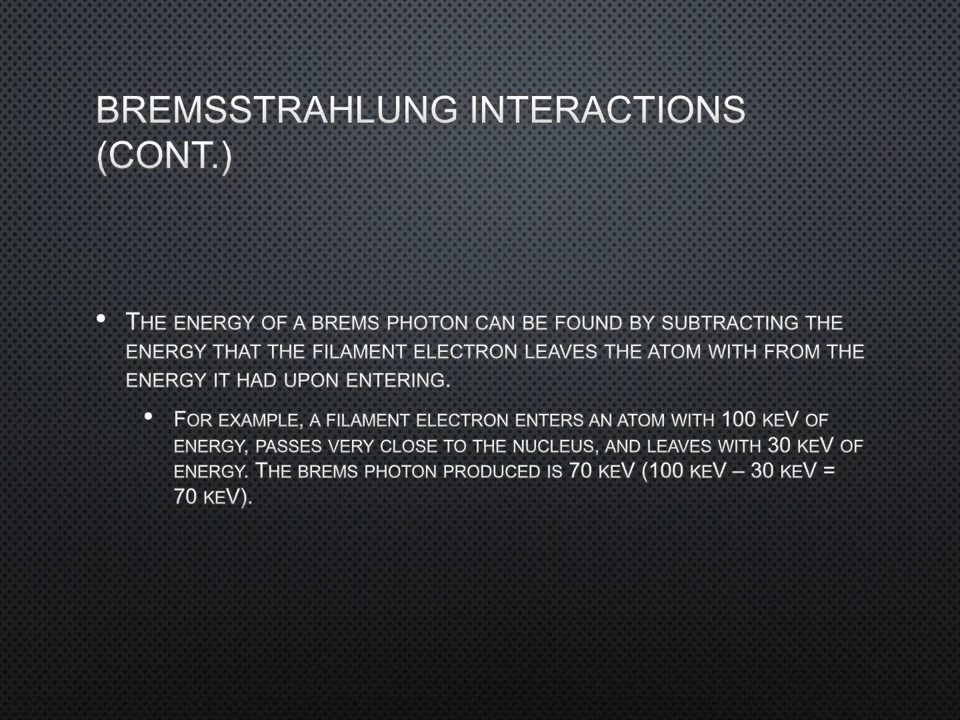 BREMSSTRAHLUNG INTERACTIONS
(CONT.)
• THE ENERGY OF A BREMS PHOTON CAN BE FOUND BY SUBTRACTING THE
ENERGY THAT THE FILAMENT ELECTRON LEAVES THE ATOM WITH FROM THE
ENERGY IT HAD UPON ENTERING.
• FOR EXAMPLE, A FILAMENT ELECTRON ENTERS AN ATOM WITH 100 KEV OF
ENERGY, PASSES VERY CLOSE TO THE NUCLEUS, AND LEAVES WITH 30 KEV OF
ENERGY. THE BREMS PHOTON PRODUCED IS 70 KEV (100 KEV – 30 KEV =
70 KEV).